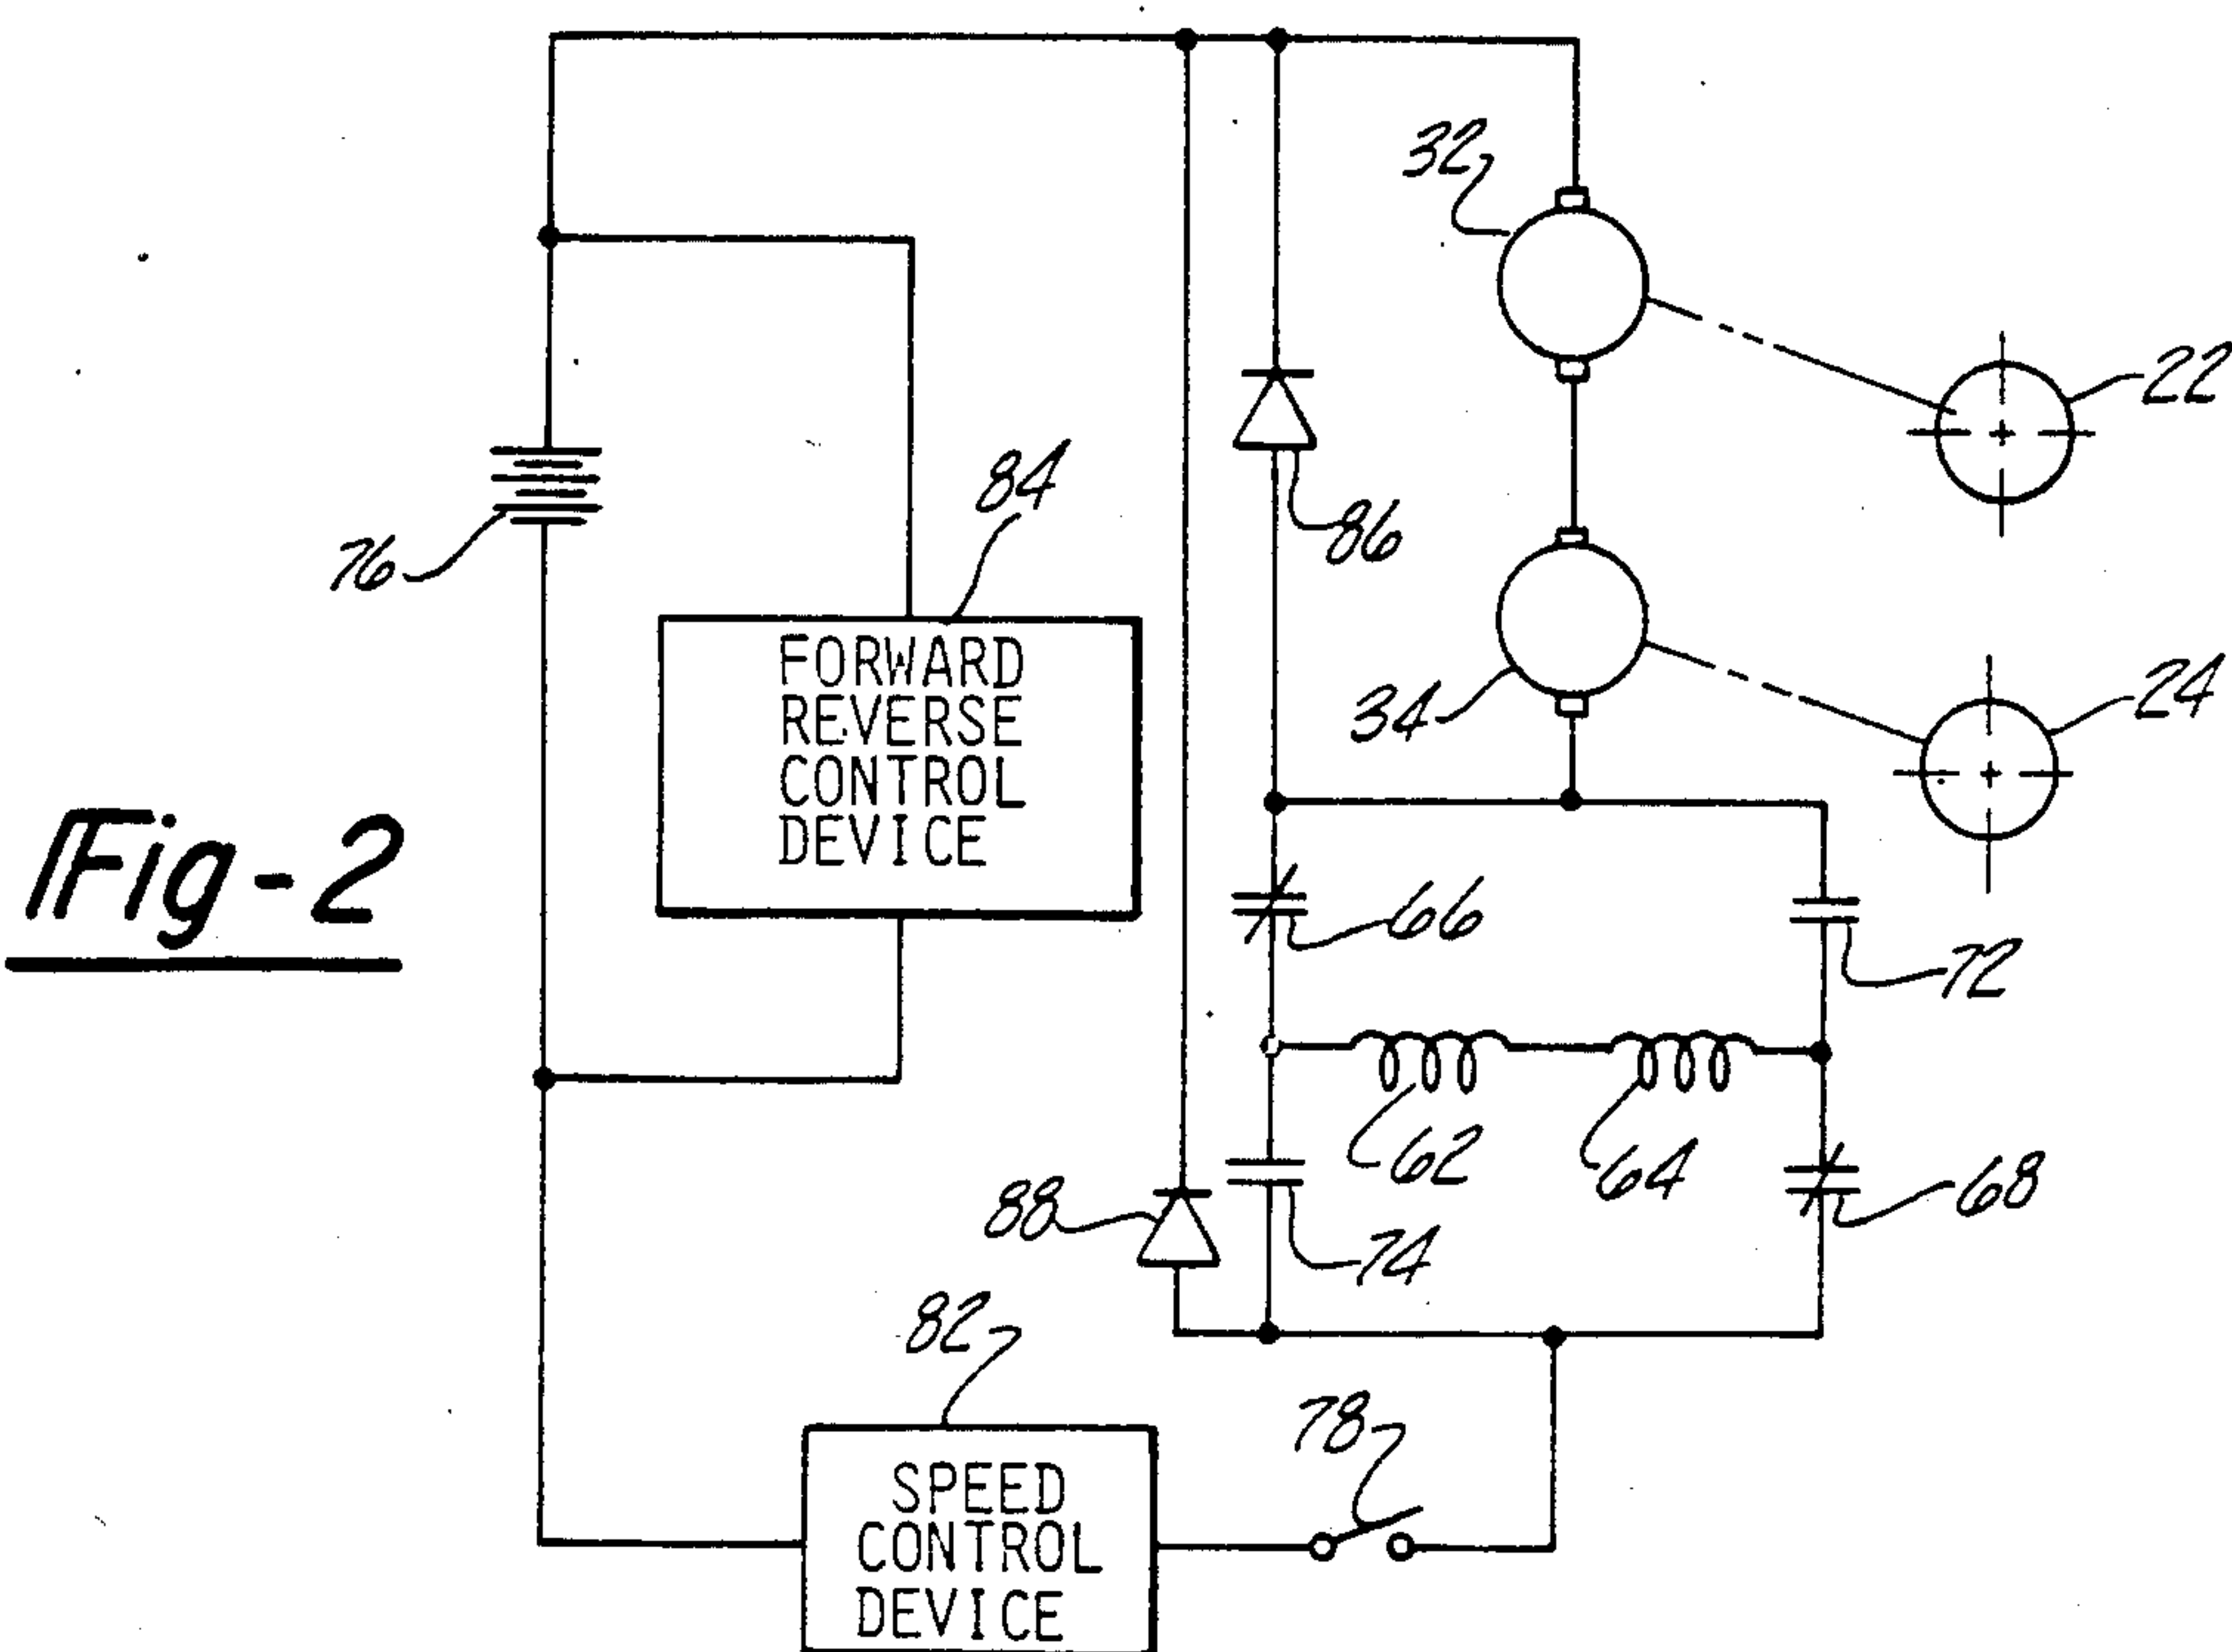 32
22
84
86
76
FORWARD
REVERSE
CONTROL
DEVICE
34
24
Fig-2
66
72
62
64
68
88
74
82
78
SPEED
CONTROL
DEVICE